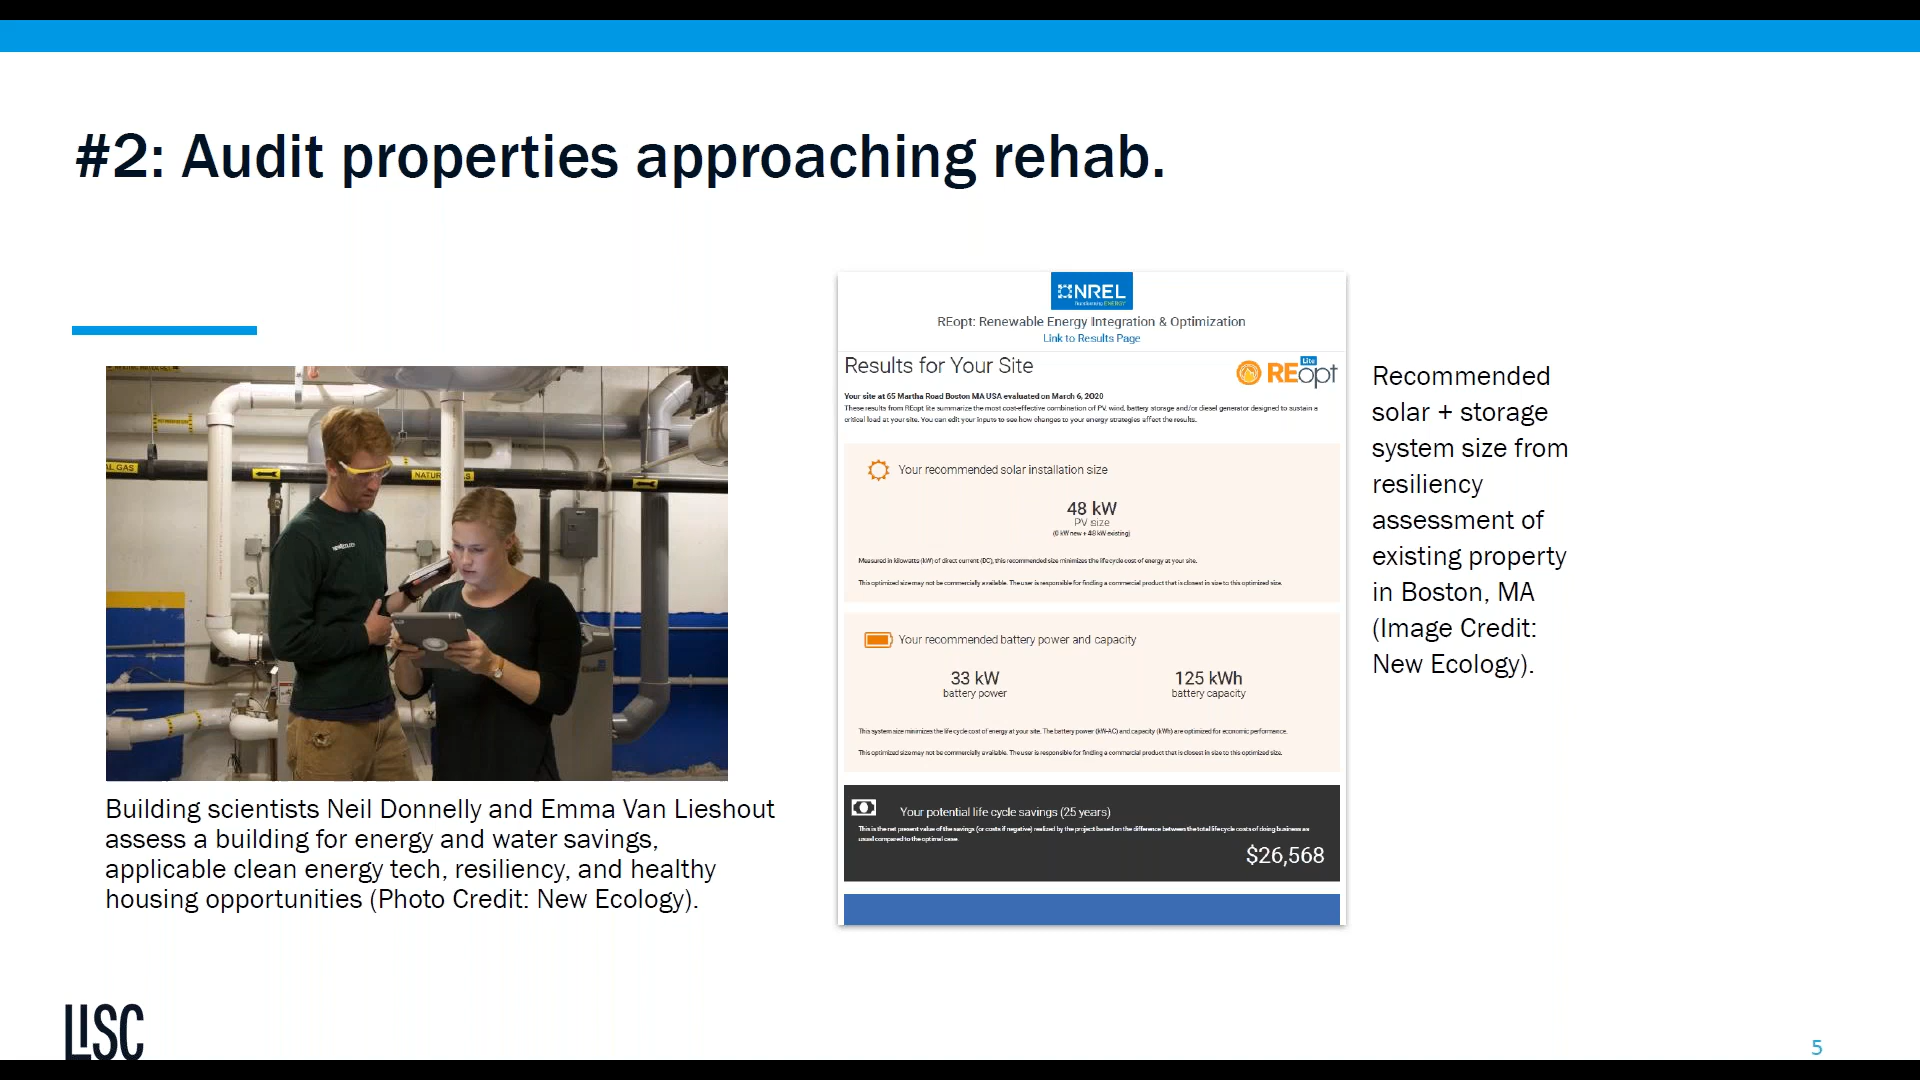 #2: Audit properties approaching rehab.
AL GAS
NATURAL GAS
Building scientists Neil Donnelly and Emma Van Lieshout
assess a building for energy and water savings,
applicable clean energy tech, resiliency, and healthy
housing opportunities (Photo Credit: New Ecology).
NREL
Transforming ENERGY
REopt: Renewable Energy Integration & Optimization
Link to Results Page
Results for Your Site
REopt Lite
Your site at 65 Martha Road Boston MA USA evaluated on March 6, 2020
These results from REopt lite summarize the most cost-effective combination of PV, wind, battery storage and/or diesel generator designed to sustain a
critical load at your site. You can edit your inputs to see how changes to your energy strategies affect the results.
Your recommended solar installation size
48 kW
PV size
(0 kW new + 48 kW existing)
Measured in kilowatts (kW) of direct current (DC), this recommended size minimizes the life cycle cost of energy at your site.
This optimized size may not be commercially available. The user is responsible for finding a commercial product that is closest in size to this optimized size.
Your recommended battery power and capacity
33 kW
battery power
125 kWh
battery capacity
This system size minimizes the life cycle cost of energy at your site. The battery power (kW-AC) and capacity (kWh) are optimized for economic performance.
This optimized size may not be commercially available. The user is responsible for finding a commercial product that is closest in size to this optimized size.
Your potential life cycle savings (25 years)
This is the net present value of the savings (or costs if negative) realized by the project based on the difference between the total life cycle costs of doing business as
usual compared to the optimal case.
$26,568
Recommended
solar + storage
system size from
resiliency
assessment of
existing property
in Boston, MA
(Image Credit:
New Ecology).
LISC
5